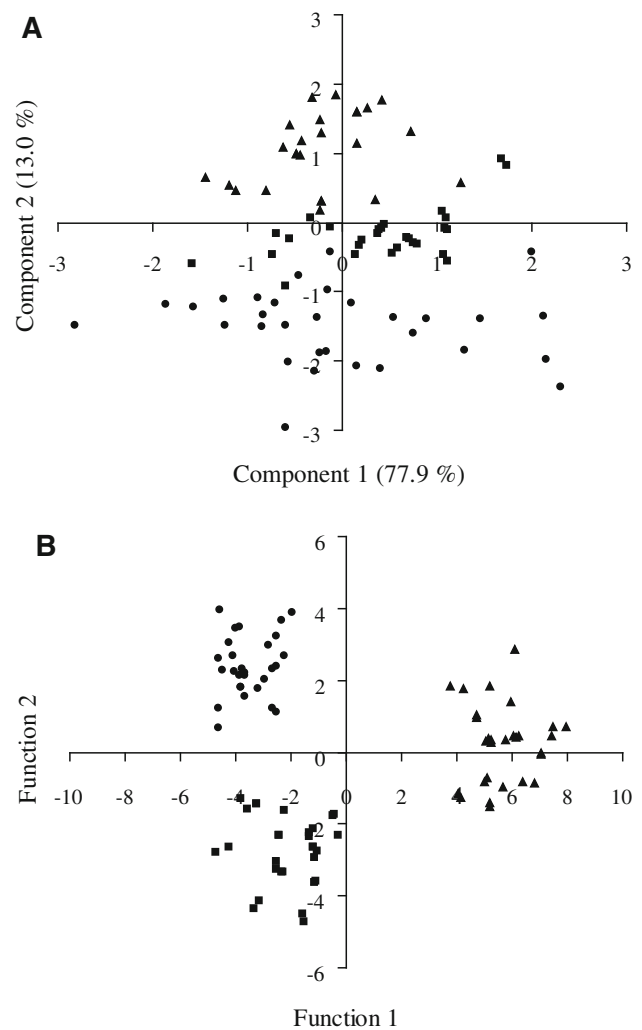 A
Component 2 (13.0 %)
3
2
1
0
-1
-2
-3
-3 -2 -1 0 1 2 3
Component 1 (77.9 %)
B
Function 2
6
4
2
0
-2
-4
-6
-10 -8 -6 -4 -2 0 2 4 6 8 10
Function 1